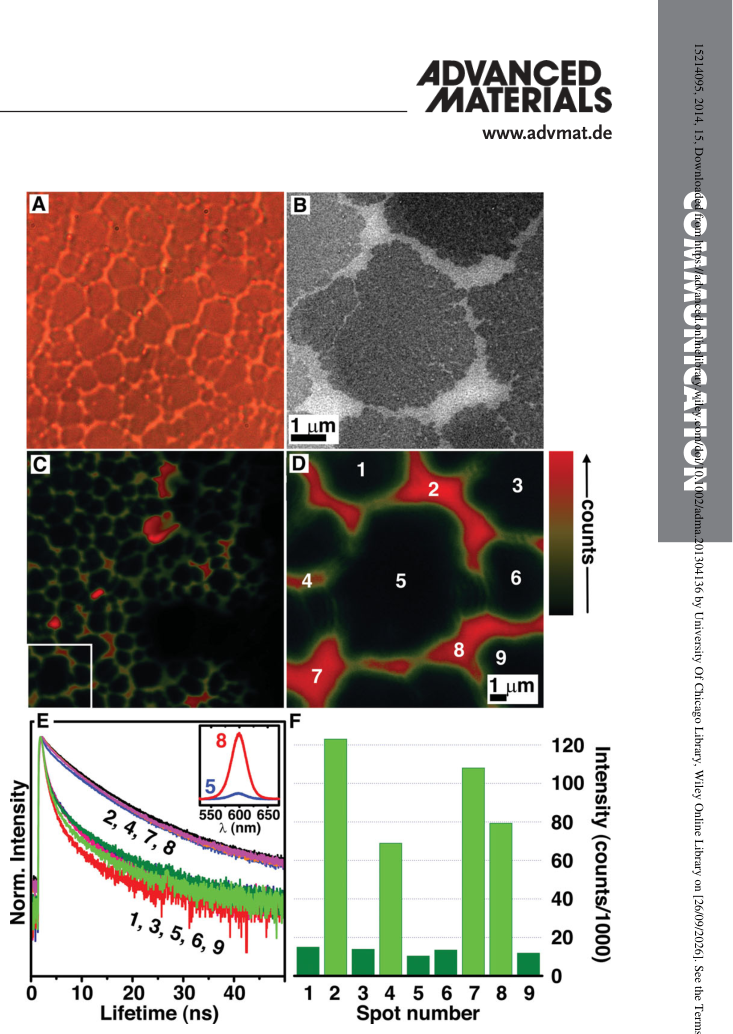 ADVANCED
MATERIALS
www.advmat.de
COMMUNICATION
A
B
1 μm
C
D
1
2
3
4
5
6
7
8
9
1 μm
counts
E
8
5
550 600 650
λ (nm)
2, 4, 7, 8
1, 3, 5, 6, 9
Norm. Intensity
0 10 20 30 40
Lifetime (ns)
F
120
100
80
60
40
20
0
Intensity (counts/1000)
1 2 3 4 5 6 7 8 9
Spot number
15214095, 2014, 15, Downloaded from https://advanced.onlinelibrary.wiley.com/doi/10.1002/adma.201304136 by University Of Chicago Library, Wiley Online Library on [26/09/2026]. See the Terms